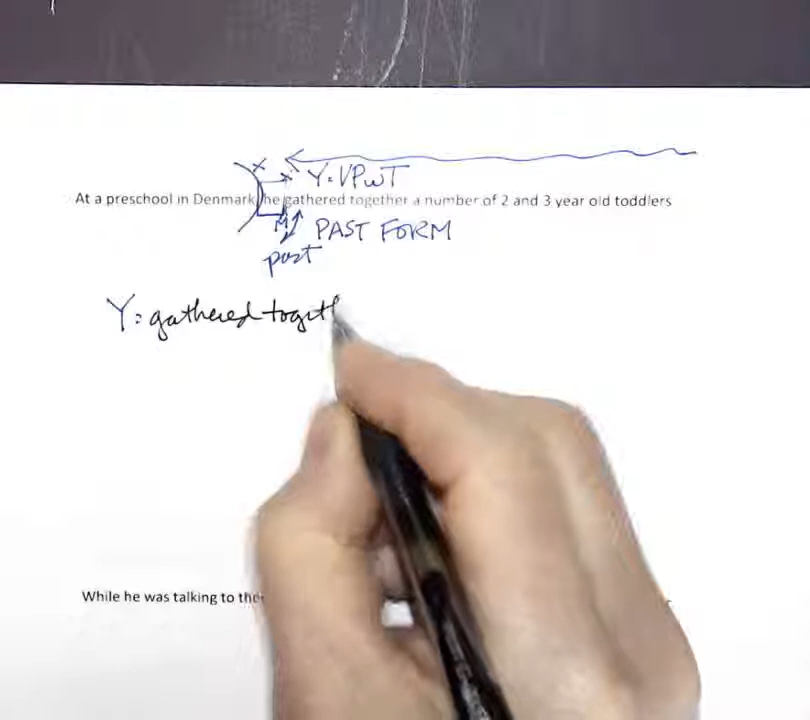 X
Y: VPwT
At a preschool in Denmark, he gathered together a number of 2 and 3 year old toddlers
M PAST FORM
past
Y: gathered togeth
While he was talking to the